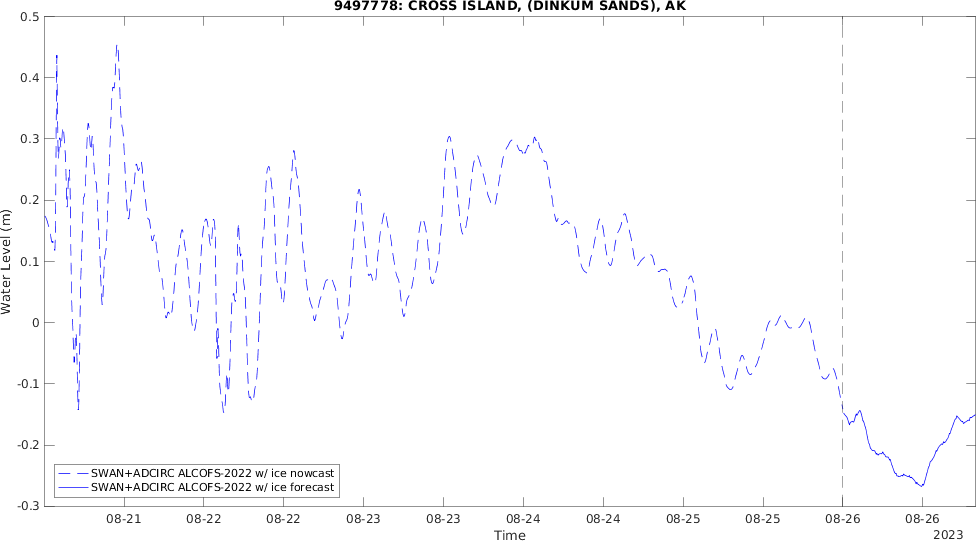 9497778: CROSS ISLAND, (DINKUM SANDS), AK
0.5
0.4
0.3
0.2
0.1
0
-0.1
-0.2
-0.3
Water Level (m)
SWAN+ADCIRC ALCOFS-2022 w/ ice nowcast
SWAN+ADCIRC ALCOFS-2022 w/ ice forecast
08-21 08-22 08-22 08-23 08-23 08-24 08-24 08-25 08-25 08-26 08-26
Time
2023